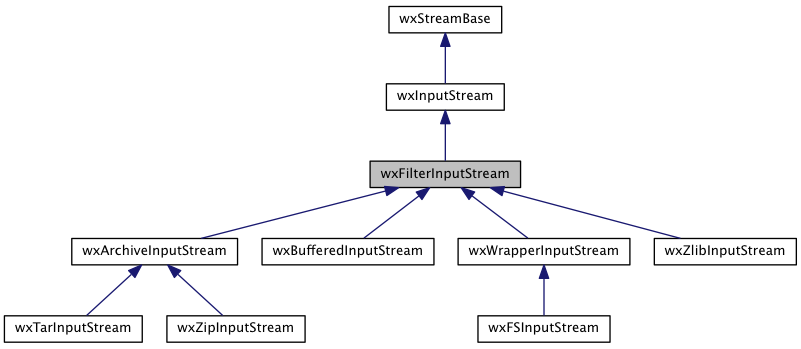 wxStreamBase
wxInputStream
wxFilterInputStream
wxArchiveInputStream
wxBufferedInputStream
wxWrapperInputStream
wxZlibInputStream
wxTarInputStream
wxZipInputStream
wxFSInputStream